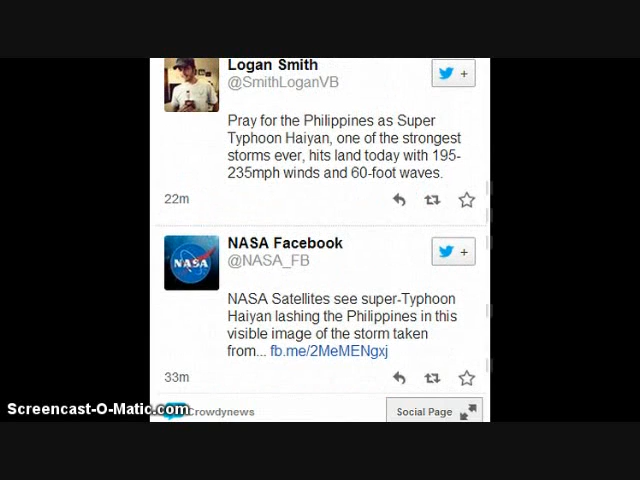 Logan Smith
@SmithLoganVB
+
Pray for the Philippines as Super
Typhoon Haiyan, one of the strongest
storms ever, hits land today with 195-
235mph winds and 60-foot waves.
22m
NASA Facebook
@NASA_FB
+
NASA
NASA Satellites see super-Typhoon
Haiyan lashing the Philippines in this
visible image of the storm taken
from... fb.me/2MeMENgxj
33m
Screencast-O-Matic.com
Crowdynews
Social Page